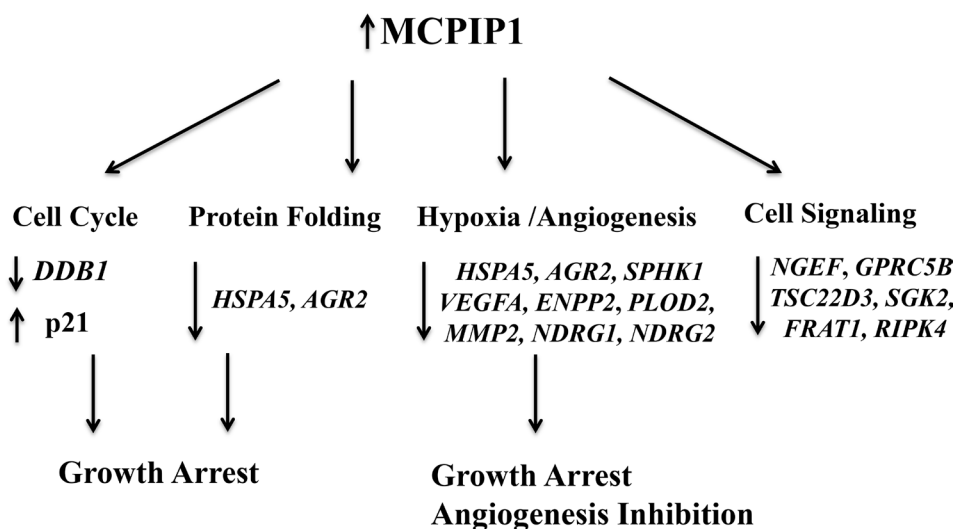 ↑MCPIP1
Cell Cycle
Protein Folding
Hypoxia /Angiogenesis
Cell Signaling
↓ DDB1
↑ p21
↓ HSPA5, AGR2
↓ HSPA5, AGR2, SPHK1
VEGFA, ENPP2, PLOD2,
MMP2, NDRG1, NDRG2
↓ NGEF, GPRC5B
TSC22D3, SGK2,
FRAT1, RIPK4
Growth Arrest
Growth Arrest
Angiogenesis Inhibition